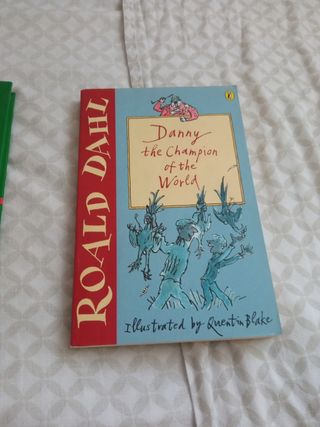 ROALD DAHL
Danny
the Champion
of the
World
Illustrated by Quentin Blake